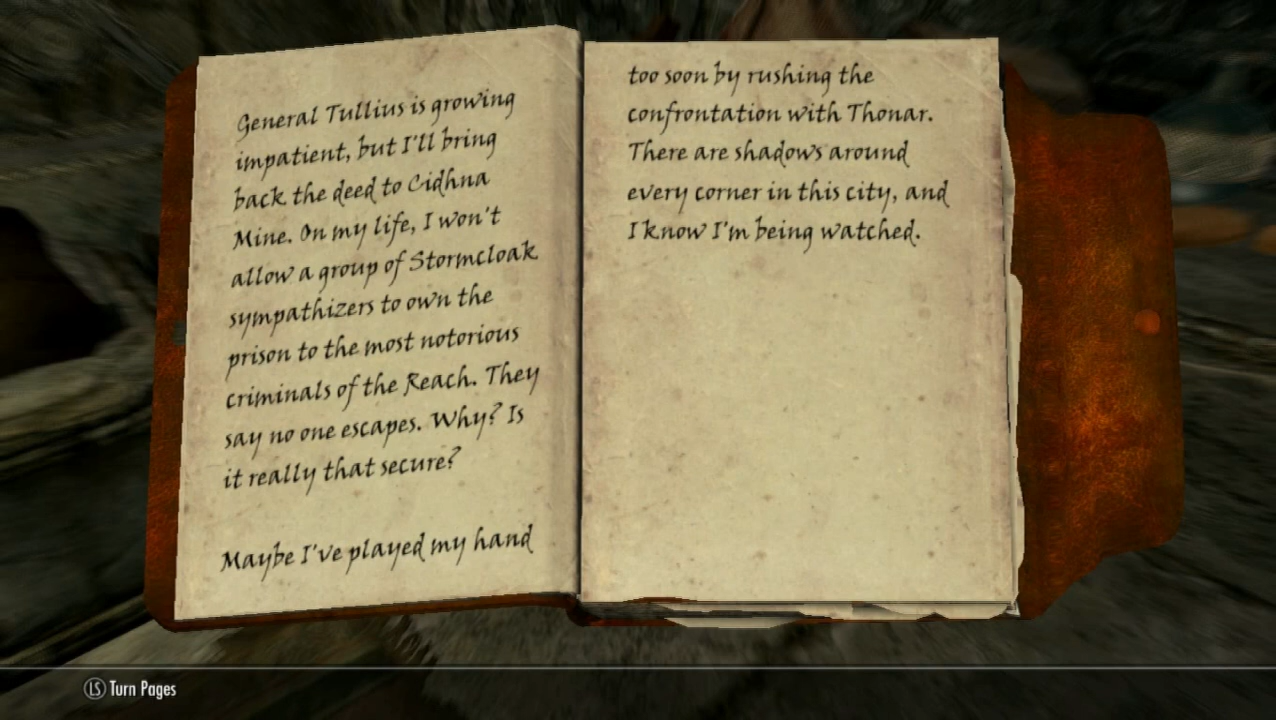 General Tullius is growing
impatient, but I'll bring
back the deed to Cidhna
Mine. On my life, I won't
allow a group of Stormcloak
sympathizers to own the
prison to the most notorious
criminals of the Reach. They
say no one escapes. Why? Is
it really that secure?
Maybe I've played my hand
too soon by rushing the
confrontation with Thonar.
There are shadows around
every corner in this city, and
I know I'm being watched.
LS Turn Pages